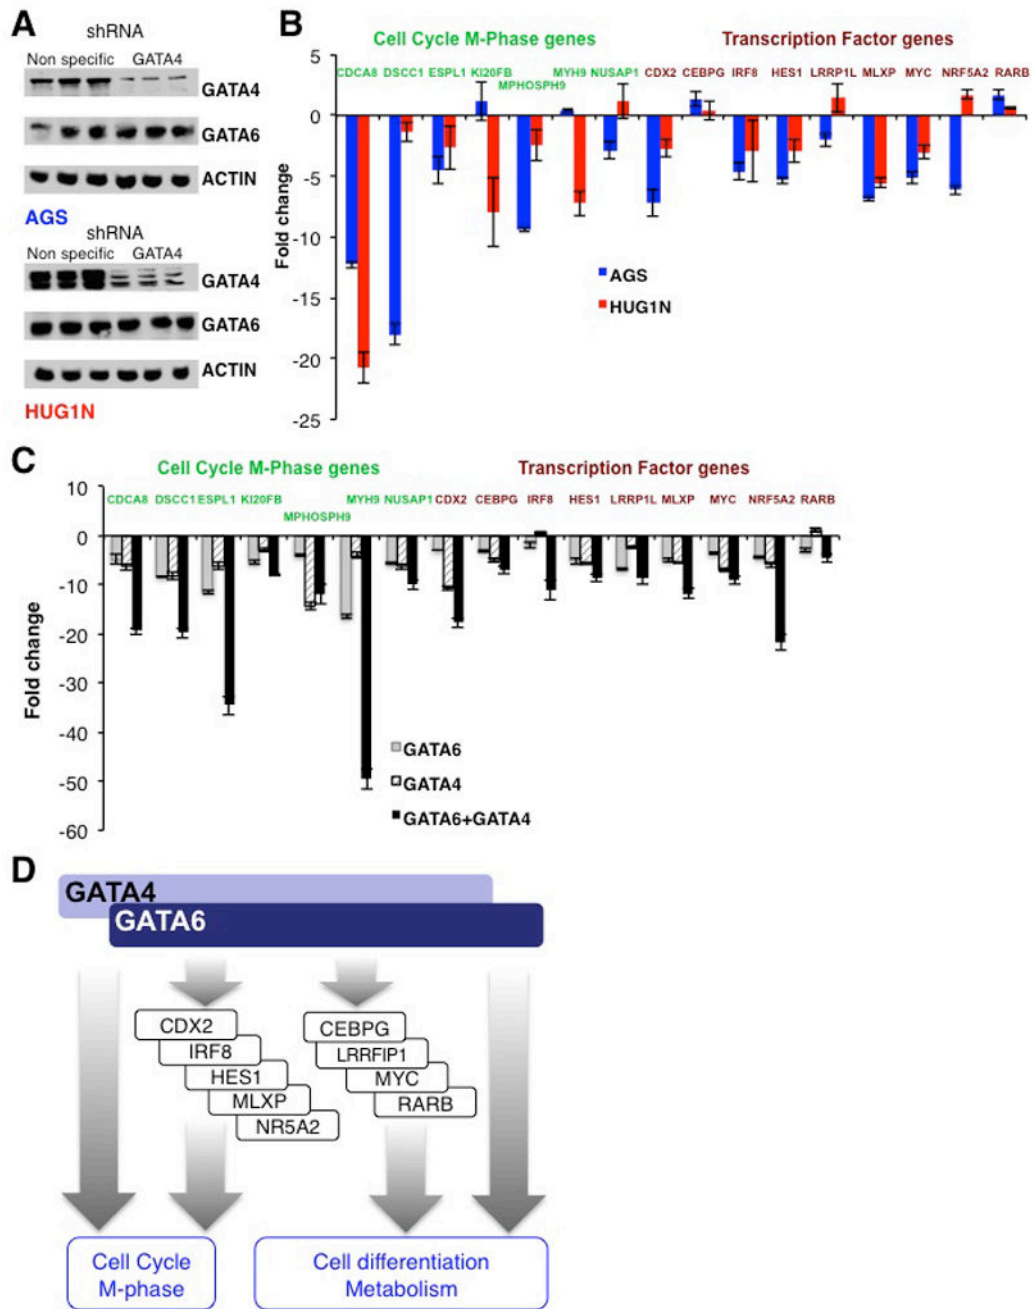 A
shRNA
Non specific GATA4
GATA4
GATA6
ACTIN
AGS
shRNA
Non specific GATA4
GATA4
GATA6
ACTIN
HUG1N
B
Cell Cycle M-Phase genes Transcription Factor genes
CDCA8 DSCC1 ESPL1 KI20FB MYH9 NUSAP1 CDX2 CEBPG IRF8 HES1 LRRP1L MLXP MYC NRF5A2 RARB
MPHOSPH9
5
0
-5
-10
-15
-20
-25
Fold change
AGS
HUG1N
C
Cell Cycle M-Phase genes Transcription Factor genes
CDCA8 DSCC1 ESPL1 KI20FB MYH9 NUSAP1 CDX2 CEBPG IRF8 HES1 LRRP1L MLXP MYC NRF5A2 RARB
MPHOSPH9
10
0
-10
-20
-30
-40
-50
-60
Fold change
GATA6
GATA4
GATA6+GATA4
D
GATA4
GATA6
CDX2
IRF8
HES1
MLXP
NR5A2
CEBPG
LRRFIP1
MYC
RARB
Cell Cycle
M-phase
Cell differentiation
Metabolism